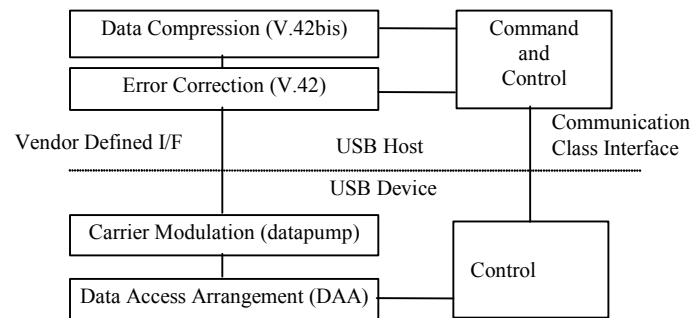 Data Compression (V.42bis)
Command
and
Control
Error Correction (V.42)
Vendor Defined I/F
USB Host
Communication
Class Interface
USB Device
Carrier Modulation (datapump)
Control
Data Access Arrangement (DAA)